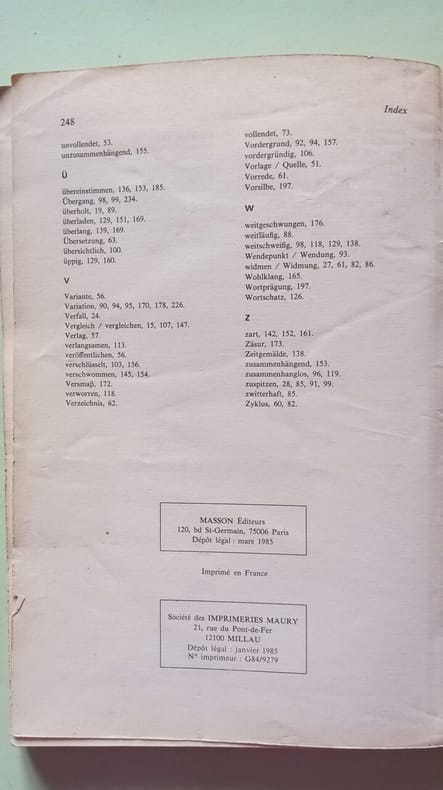 248
Index
unvollendet, 53.
unzusammenhängend, 155.
Ü
übereinstimmen, 136, 153, 185.
Übergang, 98, 99, 234.
überholt, 19, 89.
überladen, 129, 151, 169.
überlang, 139, 169.
Übersetzung, 63.
übersichtlich, 100.
üppig, 129, 160.
V
Variante, 56.
Variation, 90, 94, 95, 170, 178, 226.
Verfall, 24.
Vergleich / vergleichen, 15, 107, 147.
Verlag, 57.
verlangsamen, 113.
veröffentlichen, 56.
verschlüsselt, 103, 156.
verschwommen, 145, 154.
Versmaß, 172.
verworren, 118.
Verzeichnis, 62.
vollendet, 73.
Vordergrund, 92, 94, 157.
vordergründig, 106.
Vorlage / Quelle, 51.
Vorrede, 61.
Vorsilbe, 197.
W
weitgeschwungen, 176.
weitläufig, 88.
weitschweifig, 98, 118, 129, 138.
Wendepunkt / Wendung, 93.
widmen / Widmung, 27, 61, 82, 86.
Wohlklang, 165.
Wortprägung, 197.
Wortschatz, 126.
Z
zart, 142, 152, 161.
Zäsur, 173.
Zeitgemälde, 138.
zusammenhängend, 153.
zusammenhanglos, 96, 119.
zuspitzen, 28, 85, 91, 99.
zwitterhaft, 85.
Zyklus, 60, 82.
MASSON Éditeurs
120, bd St-Germain, 75006 Paris
Dépôt légal : mars 1985
Imprimé en France
Société des IMPRIMERIES MAURY
21, rue du Pont-de-Fer
12100 MILLAU
Dépôt légal : janvier 1985
N° imprimeur : G84/9279